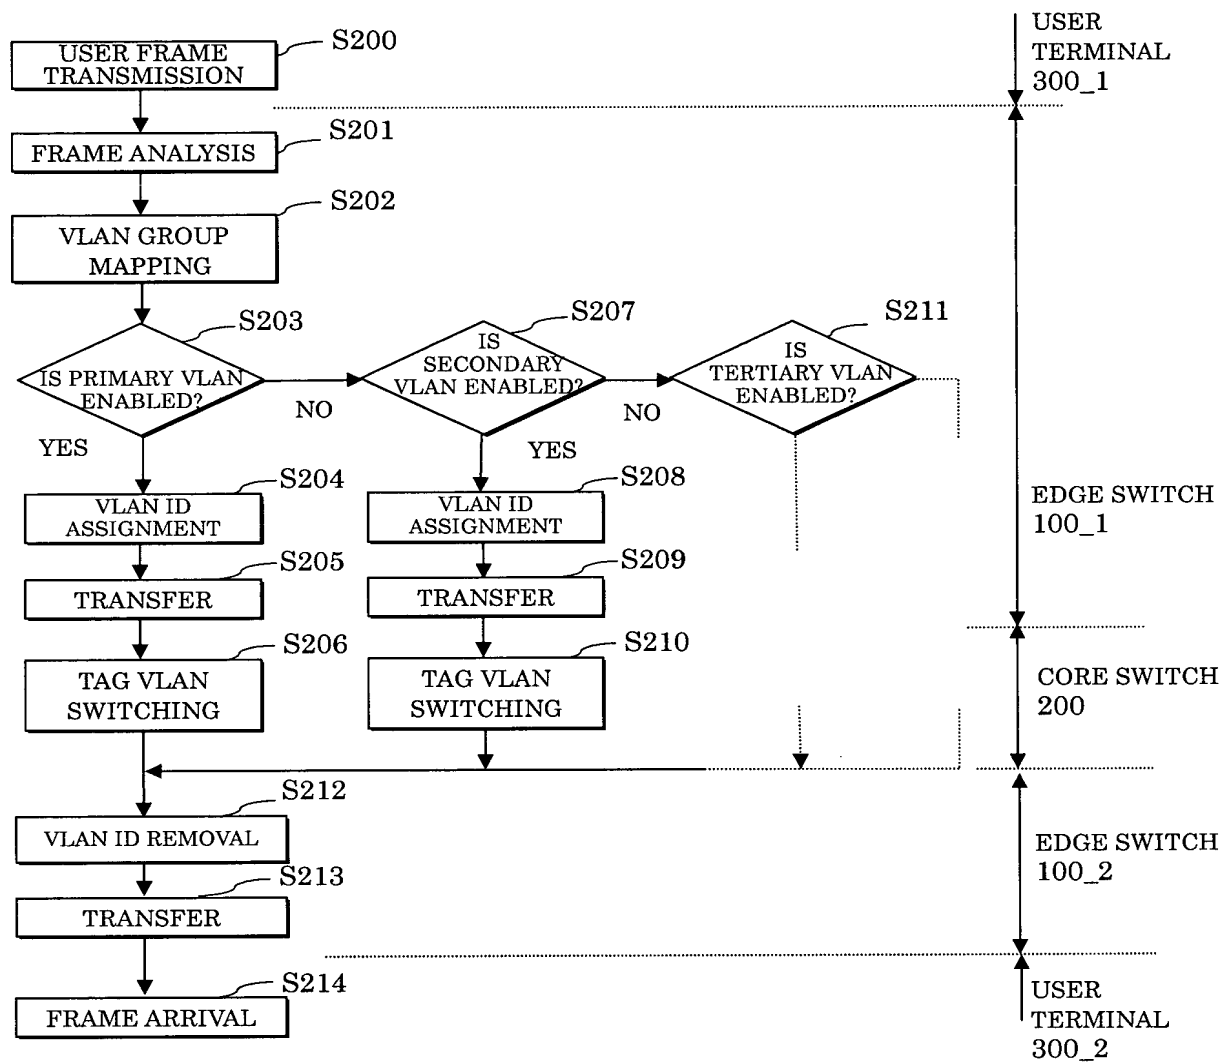 S200
USER FRAME
TRANSMISSION
USER
TERMINAL
300_1
S201
FRAME ANALYSIS
S202
VLAN GROUP
MAPPING
S203
IS PRIMARY VLAN
ENABLED?
NO
YES
S207
IS
SECONDARY
VLAN ENABLED?
NO
YES
S211
IS
TERTIARY VLAN
ENABLED?
S204
VLAN ID
ASSIGNMENT
S208
VLAN ID
ASSIGNMENT
EDGE SWITCH
100_1
S205
TRANSFER
S209
TRANSFER
S206
TAG VLAN
SWITCHING
S210
TAG VLAN
SWITCHING
CORE SWITCH
200
S212
VLAN ID REMOVAL
EDGE SWITCH
100_2
S213
TRANSFER
S214
FRAME ARRIVAL
USER
TERMINAL
300_2